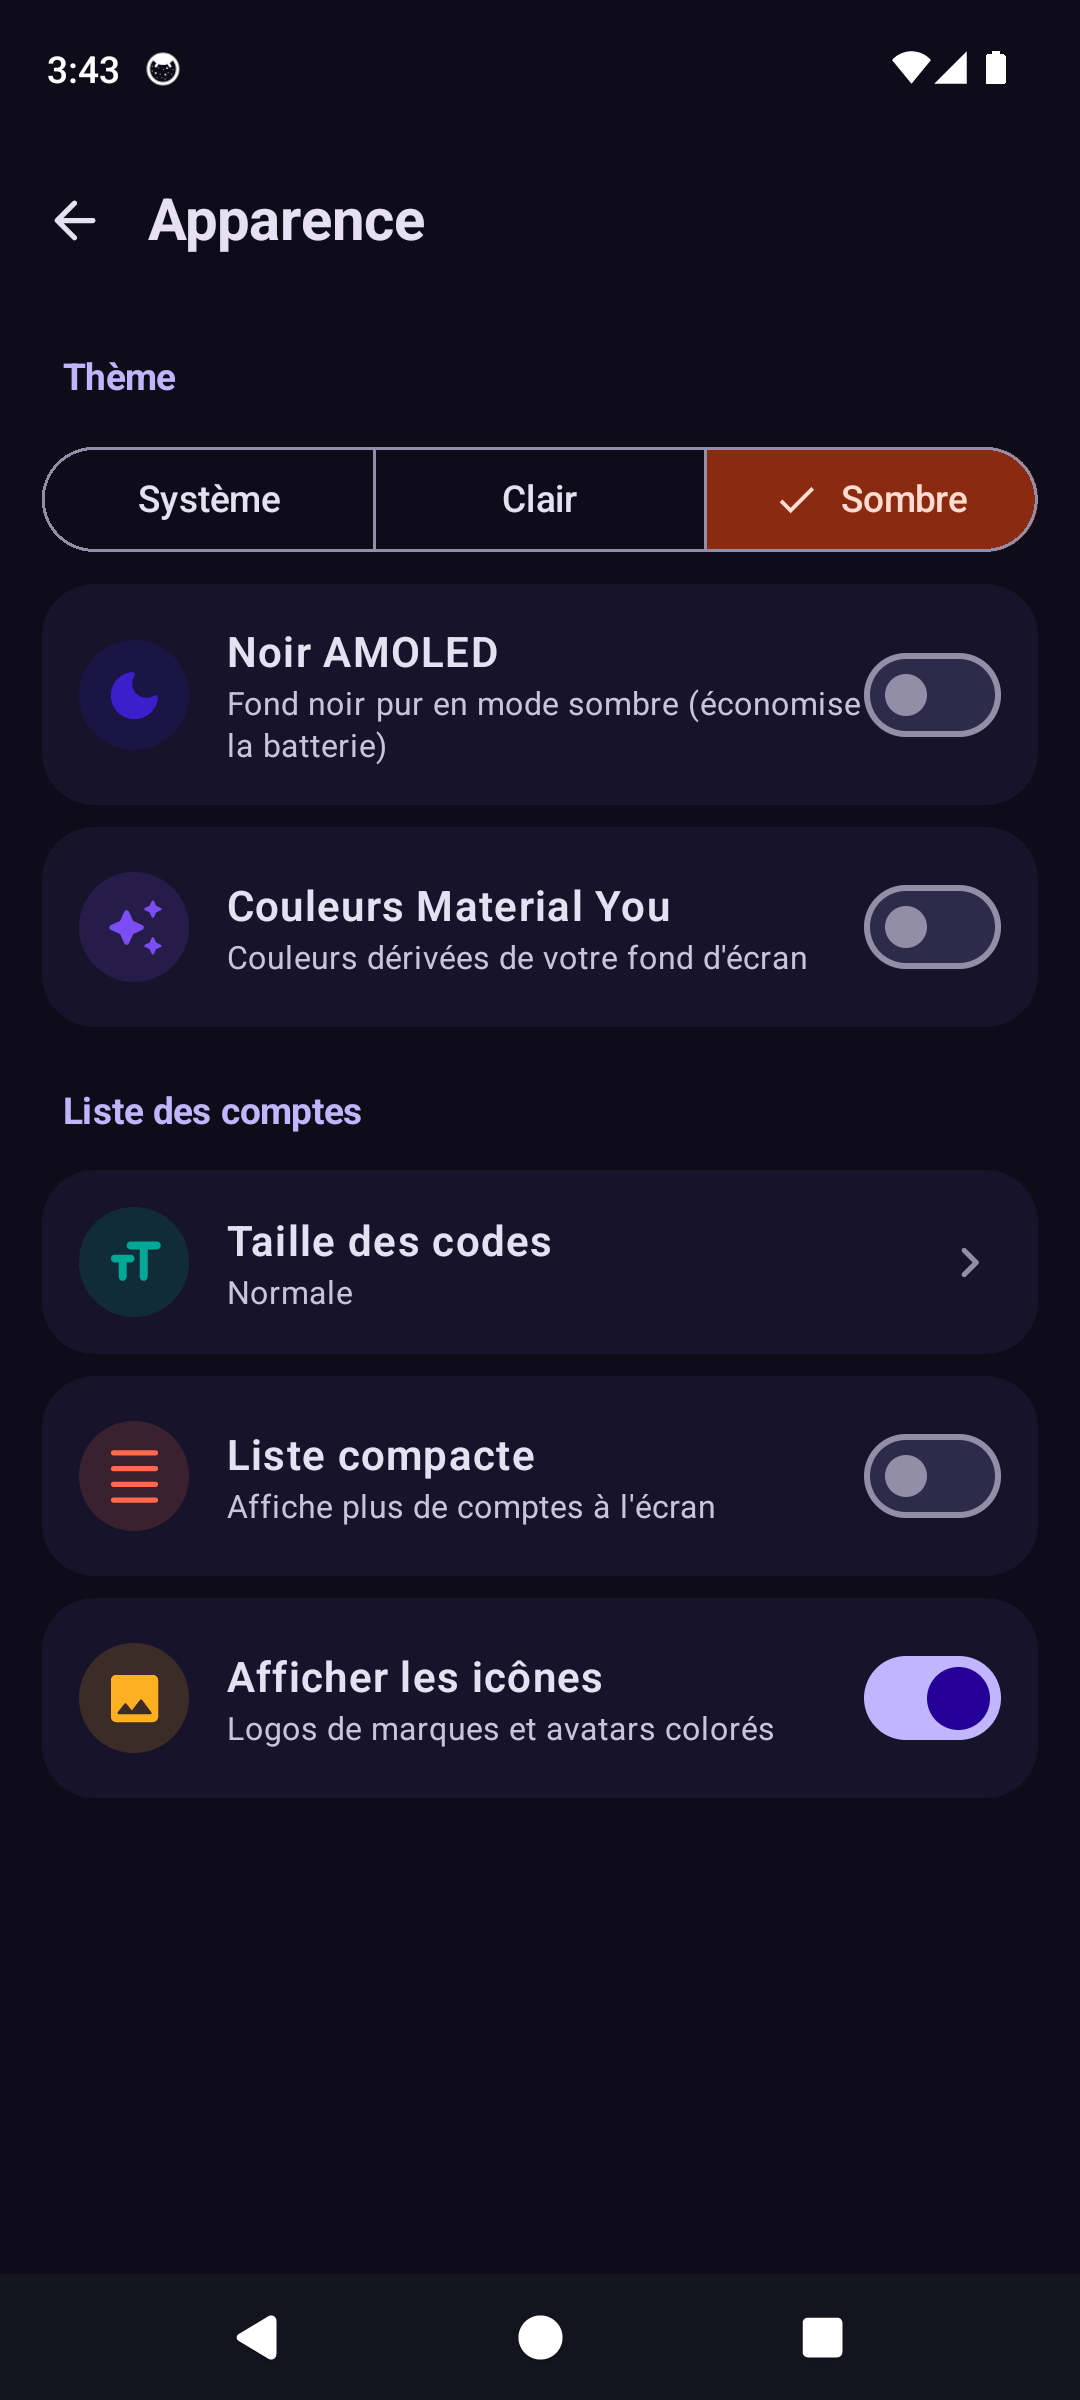 3:43
Apparence
Thème
Système
Clair
Sombre
Noir AMOLED
Fond noir pur en mode sombre (économise
la batterie)
Couleurs Material You
Couleurs dérivées de votre fond d'écran
Liste des comptes
Taille des codes
Normale
Liste compacte
Affiche plus de comptes à l'écran
Afficher les icônes
Logos de marques et avatars colorés